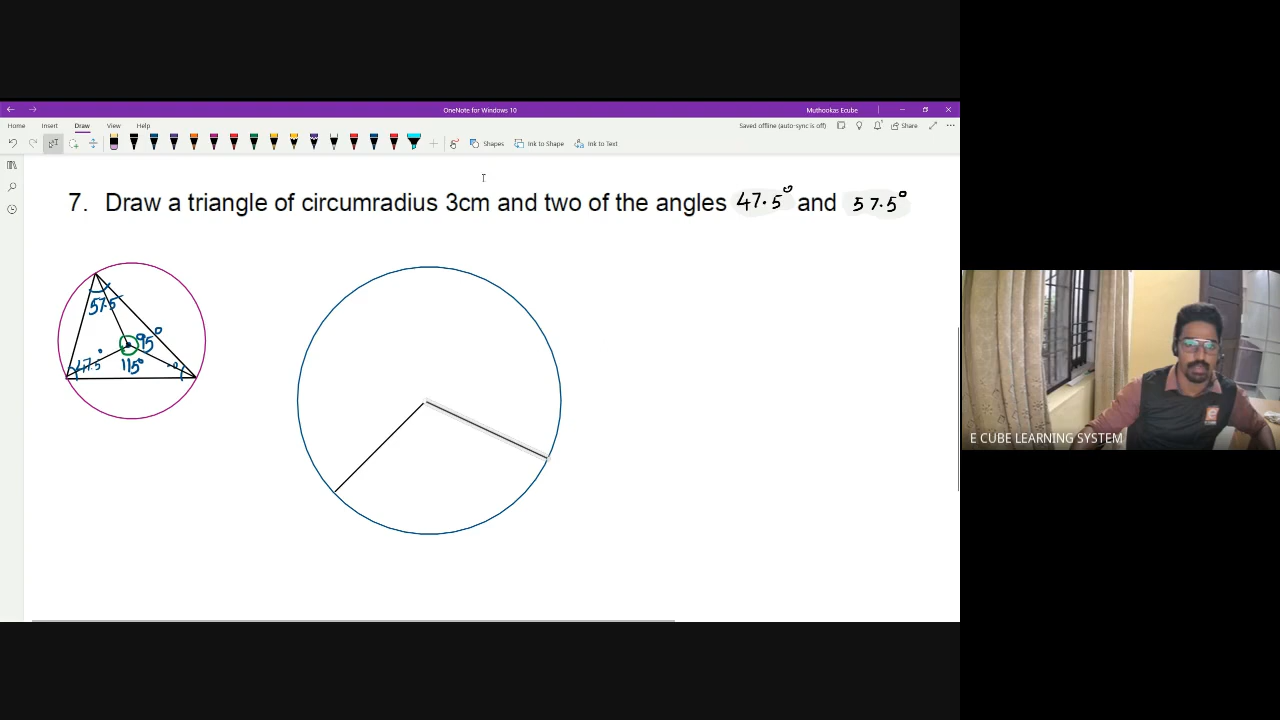 OneNote for Windows 10
Muthookas Ecube
Home Insert Draw View Help
Saved offline (auto-sync is off)
Share
Shapes
Ink to Shape
Ink to Text
7. Draw a triangle of circumradius 3cm and two of the angles 47.5° and 57.5°
57.5
95°
47.5°
115°
E CUBE LEARNING SYSTEM